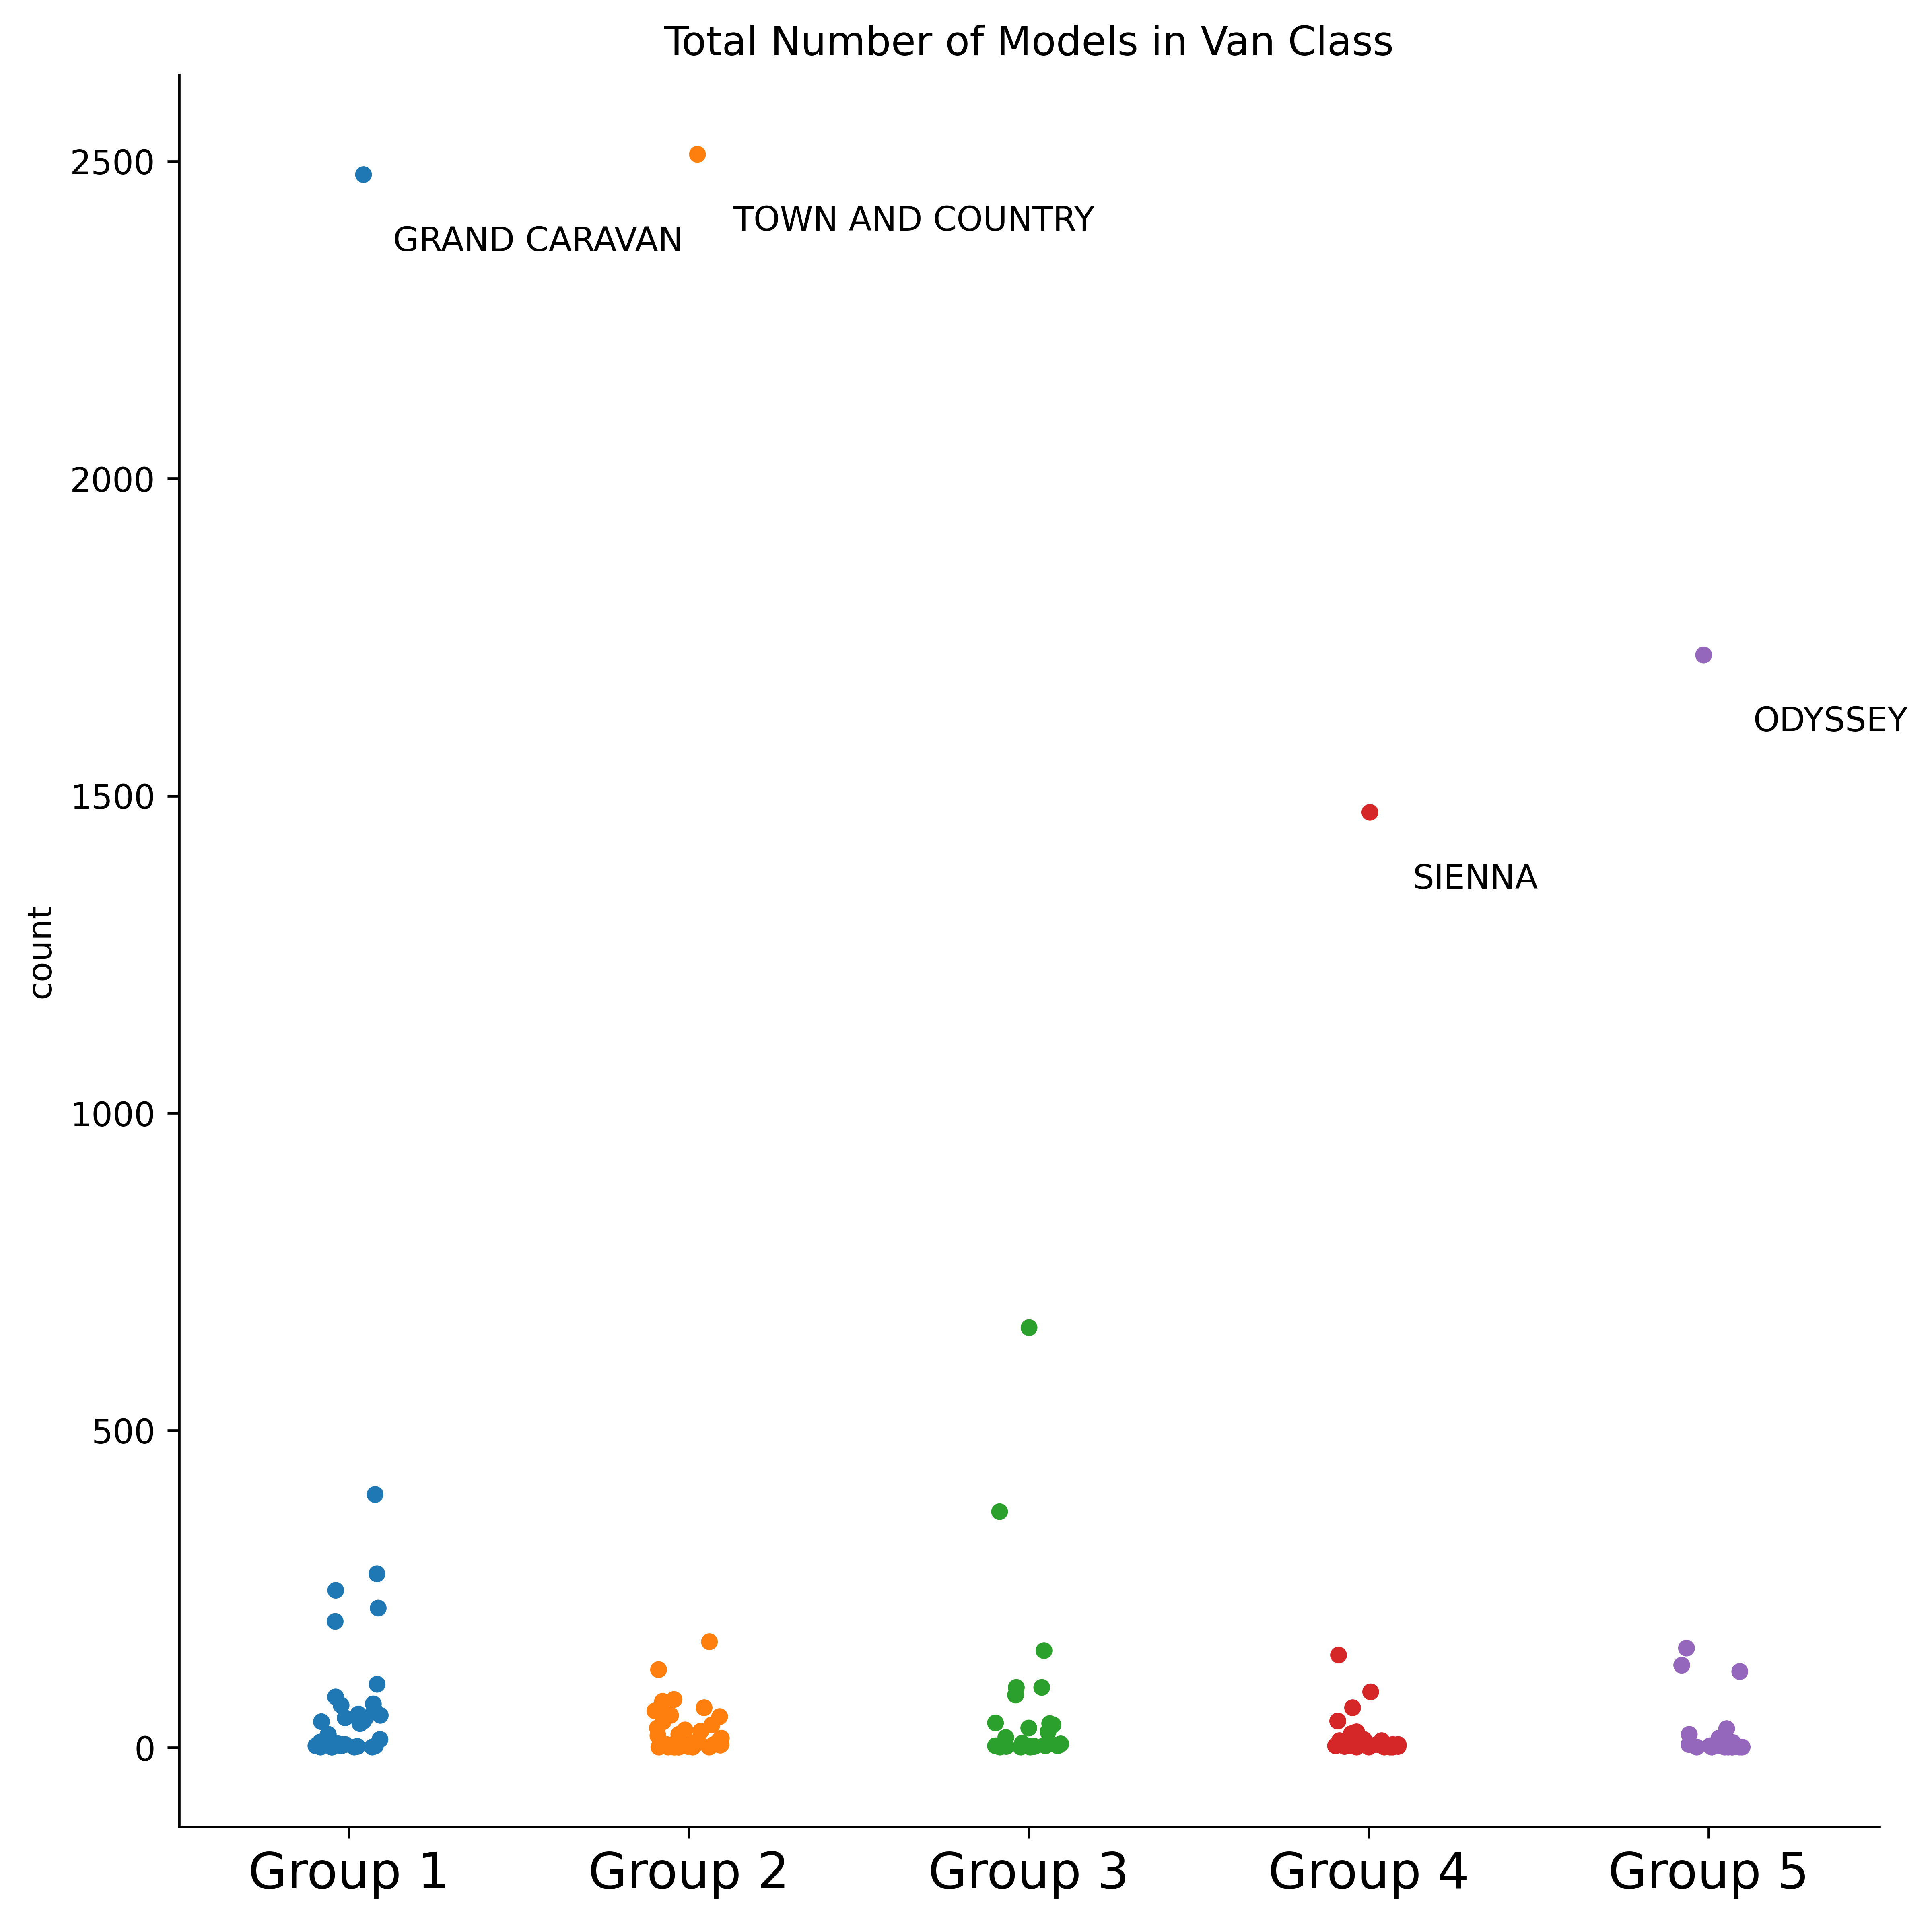 Total Number of Models in Van Class
2500
GRAND CARAVAN
TOWN AND COUNTRY
2000
ODYSSEY
1500
SIENNA
count
1000
500
0
Group 1
Group 2
Group 3
Group 4
Group 5